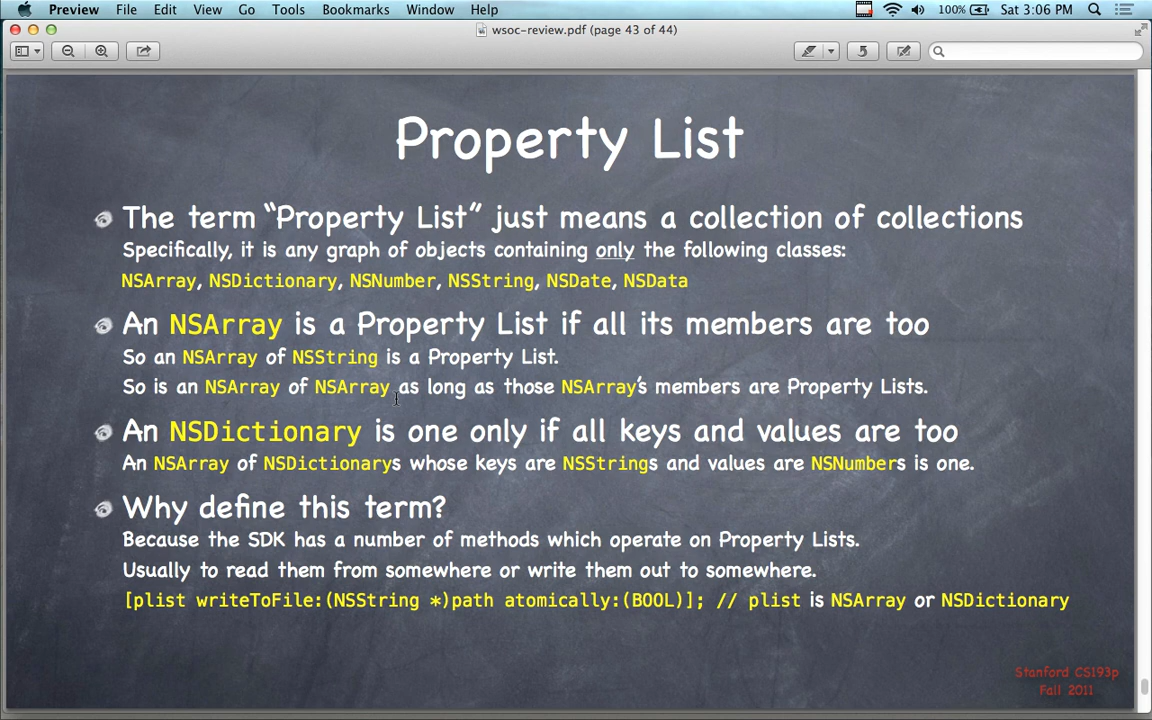 Preview File Edit View Go Tools Bookmarks Window Help 100% Sat 3:06 PM
wsoc-review.pdf (page 43 of 44)
Property List
The term “Property List” just means a collection of collections
Specifically, it is any graph of objects containing only the following classes:
NSArray, NSDictionary, NSNumber, NSString, NSDate, NSData
An NSArray is a Property List if all its members are too
So an NSArray of NSString is a Property List.
So is an NSArray of NSArray as long as those NSArray’s members are Property Lists.
An NSDictionary is one only if all keys and values are too
An NSArray of NSDictionarys whose keys are NSStrings and values are NSNumbers is one.
Why define this term?
Because the SDK has a number of methods which operate on Property Lists.
Usually to read them from somewhere or write them out to somewhere.
[plist writeToFile:(NSString *)path atomically:(BOOL)]; // plist is NSArray or NSDictionary
Stanford CS193p
Fall 2011